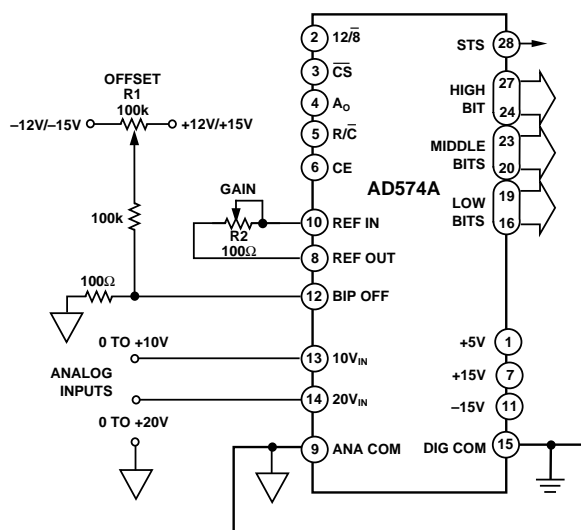 OFFSET
R1
100k
–12V/–15V
+12V/+15V
100k
100Ω
GAIN
R2
100Ω
0 TO +10V
ANALOG
INPUTS
0 TO +20V
2 12/8̅
3 C̅S̅
4 AO
5 R/C̅
6 CE
10 REF IN
8 REF OUT
12 BIP OFF
13 10VIN
14 20VIN
9 ANA COM
AD574A
STS 28
HIGH
BIT
27
24
MIDDLE
BITS
23
20
LOW
BITS
19
16
+5V 1
+15V 7
–15V 11
DIG COM 15